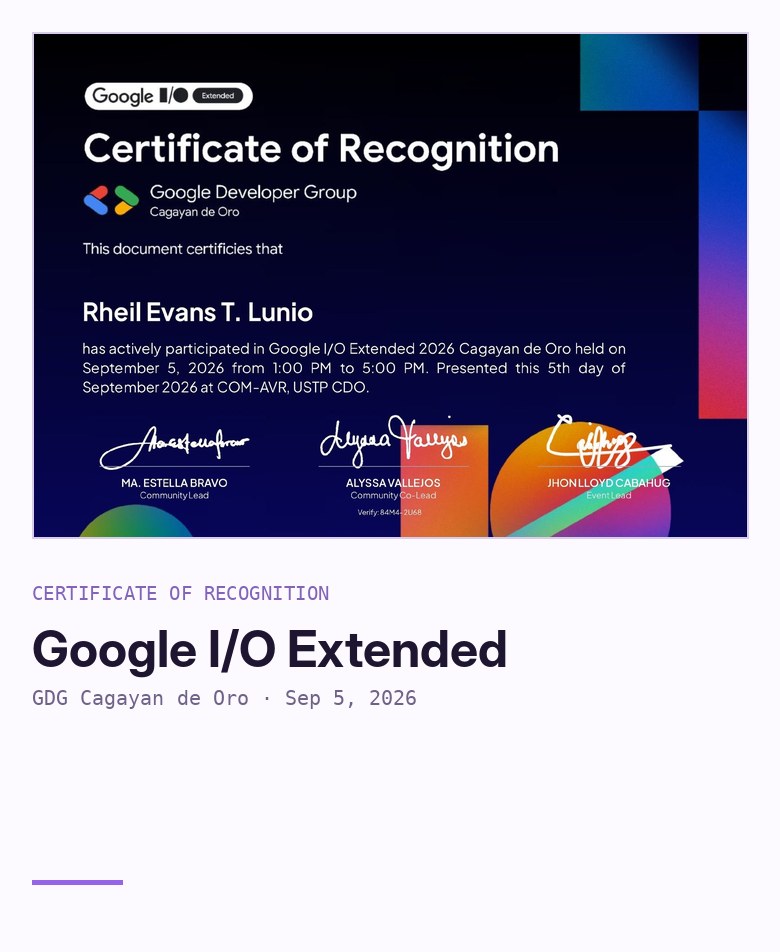 Google I/O Extended
Certificate of Recognition
Google Developer Group
Cagayan de Oro
This document certificies that
Rheil Evans T. Lunio
has actively participated in Google I/O Extended 2026 Cagayan de Oro held on
September 5, 2026 from 1:00 PM to 5:00 PM. Presented this 5th day of
September 2026 at COM-AVR, USTP CDO.
MA. ESTELLA BRAVO
Community Lead
ALYSSA VALLEJOS
Community Co-Lead
JHON LLOYD CABAHUG
Event Lead
Verify: 84M4-2U68
CERTIFICATE OF RECOGNITION
Google I/O Extended
GDG Cagayan de Oro · Sep 5, 2026